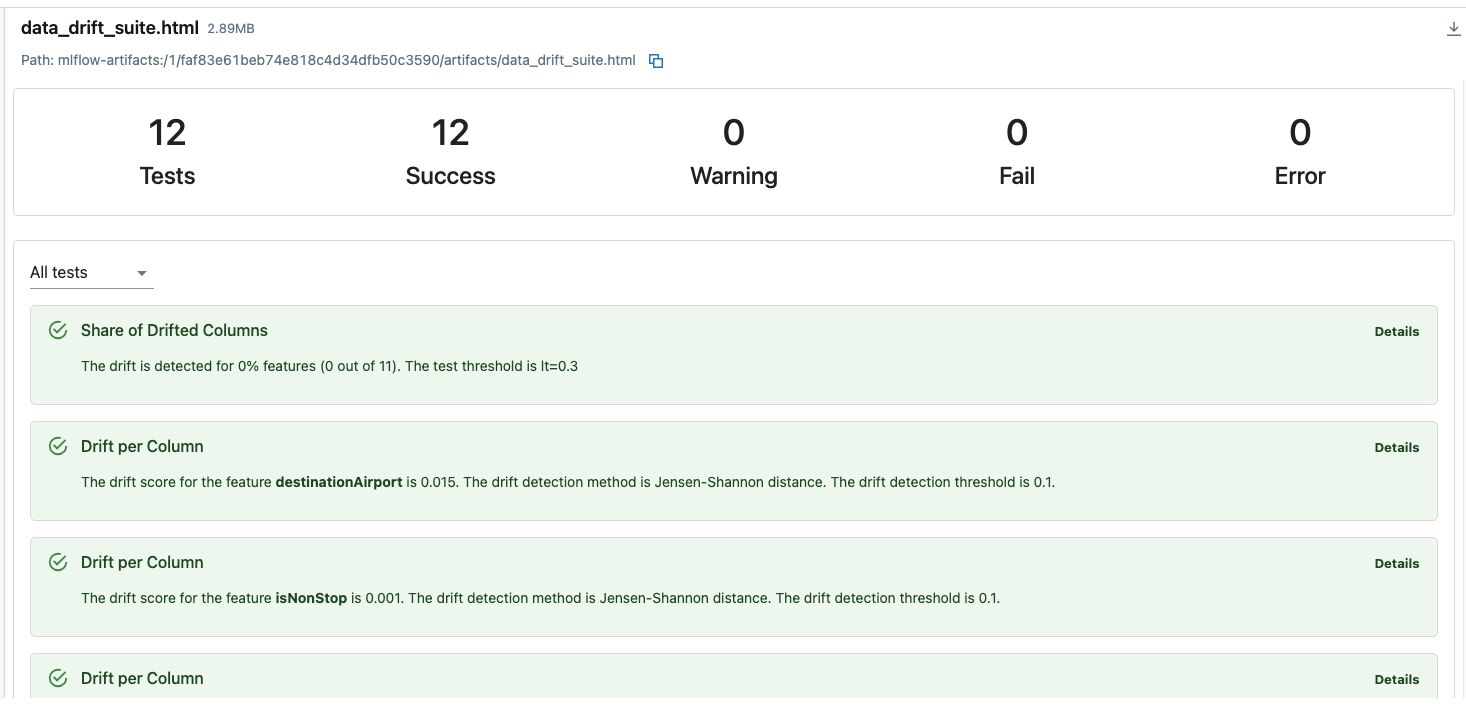 data_drift_suite.html 2.89MB
Path: mlflow-artifacts:/1/faf83e61beb74e818c4d34dfb50c3590/artifacts/data_drift_suite.html
12 12 0 0 0
Tests Success Warning Fail Error
All tests
Share of Drifted Columns Details
The drift is detected for 0% features (0 out of 11). The test threshold is lt=0.3
Drift per Column Details
The drift score for the feature destinationAirport is 0.015. The drift detection method is Jensen-Shannon distance. The drift detection threshold is 0.1.
Drift per Column Details
The drift score for the feature isNonStop is 0.001. The drift detection method is Jensen-Shannon distance. The drift detection threshold is 0.1.
Drift per Column Details